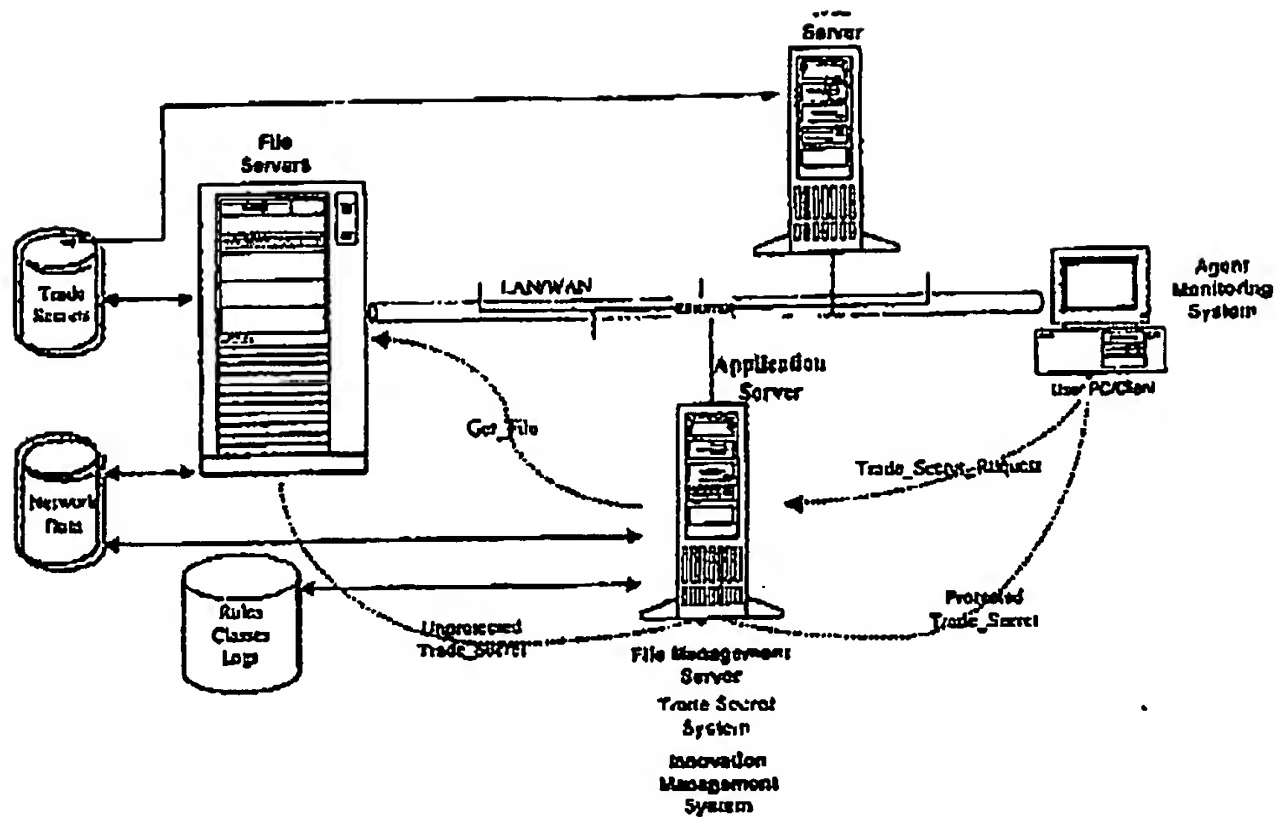 Server
File
Servers
Trade
Secrets
LAN/WAN
Ethernet
Agent
Monitoring
System
User PC/Client
Application
Server
Get_File
Trade_Secret_Request
Network
Data
Rules
Classes
Logs
Unprotected
Trade_Secret
Protected
Trade_Secret
File Management
Server
Trade Secret
System
Innovation
Management
System